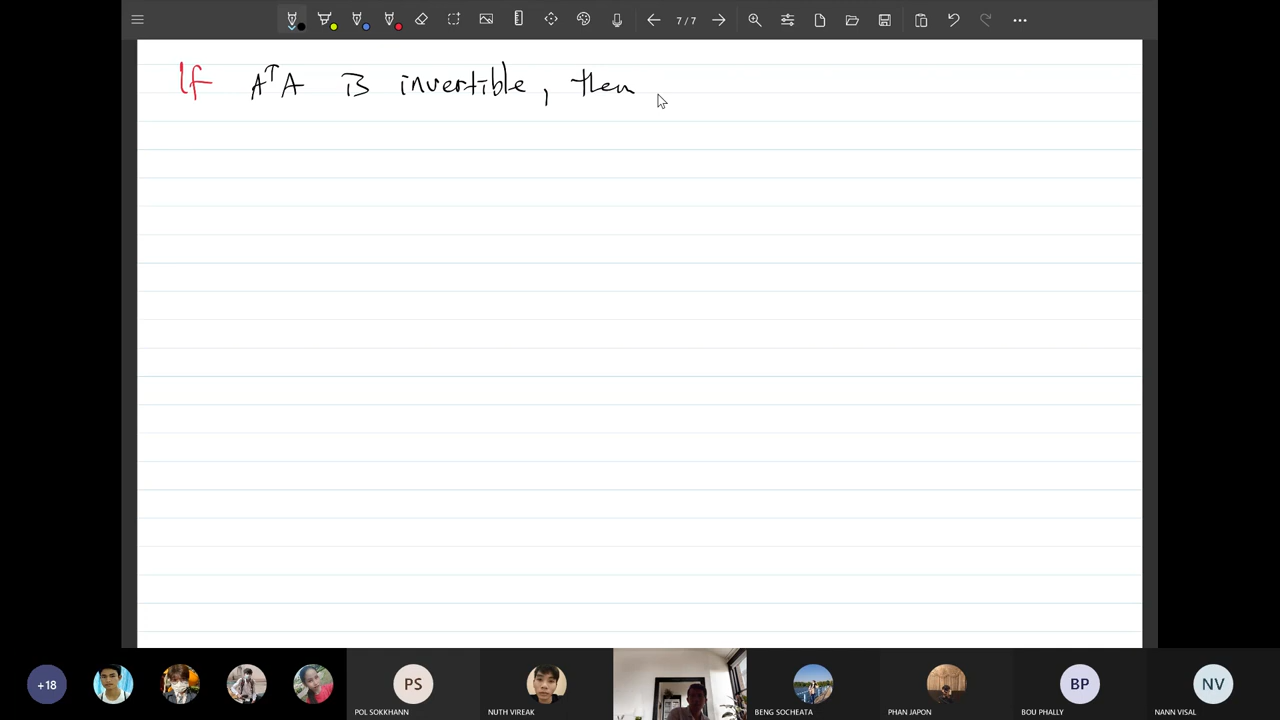 7/7
If AᵀA is invertible, then
+18
PS
BP
NV
POL SOKKHANN
NUTH VIREAK
BENG SOCHEATA
PHAN JAPON
BOU PHALLY
NANN VISAL